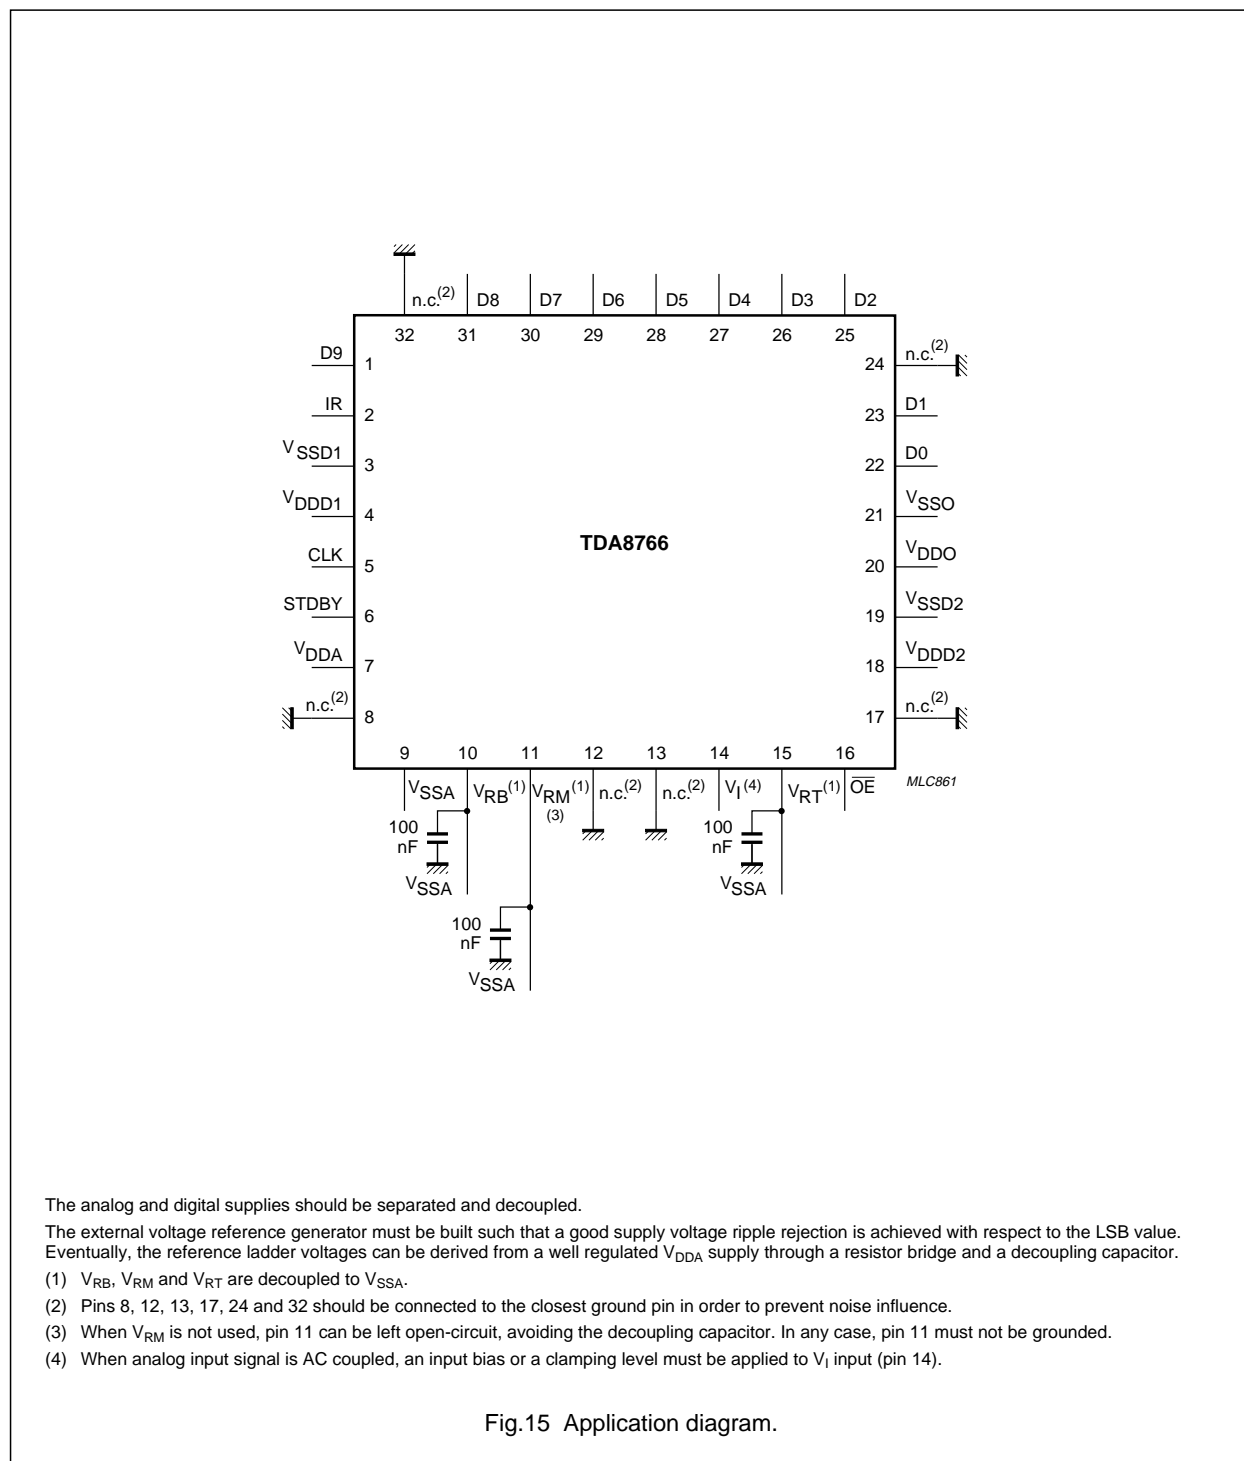 n.c.(2) D8 D7 D6 D5 D4 D3 D2
32 31 30 29 28 27 26 25
D9 1
24 n.c.(2)
IR 2
23 D1
VSSD1 3
22 D0
VDDD1 4
21 VSSO
TDA8766
CLK 5
20 VDDO
STDBY 6
19 VSSD2
VDDA 7
18 VDDD2
n.c.(2) 8
17 n.c.(2)
9 10 11 12 13 14 15 16
VSSA VRB(1) VRM(1) n.c.(2) n.c.(2) VI(4) VRT(1) OE
(3)
MLC861
100
nF
VSSA
100
nF
VSSA
100
nF
VSSA
The analog and digital supplies should be separated and decoupled.
The external voltage reference generator must be built such that a good supply voltage ripple rejection is achieved with respect to the LSB value.
Eventually, the reference ladder voltages can be derived from a well regulated VDDA supply through a resistor bridge and a decoupling capacitor.
(1) VRB, VRM and VRT are decoupled to VSSA.
(2) Pins 8, 12, 13, 17, 24 and 32 should be connected to the closest ground pin in order to prevent noise influence.
(3) When VRM is not used, pin 11 can be left open-circuit, avoiding the decoupling capacitor. In any case, pin 11 must not be grounded.
(4) When analog input signal is AC coupled, an input bias or a clamping level must be applied to VI input (pin 14).
Fig.15 Application diagram.